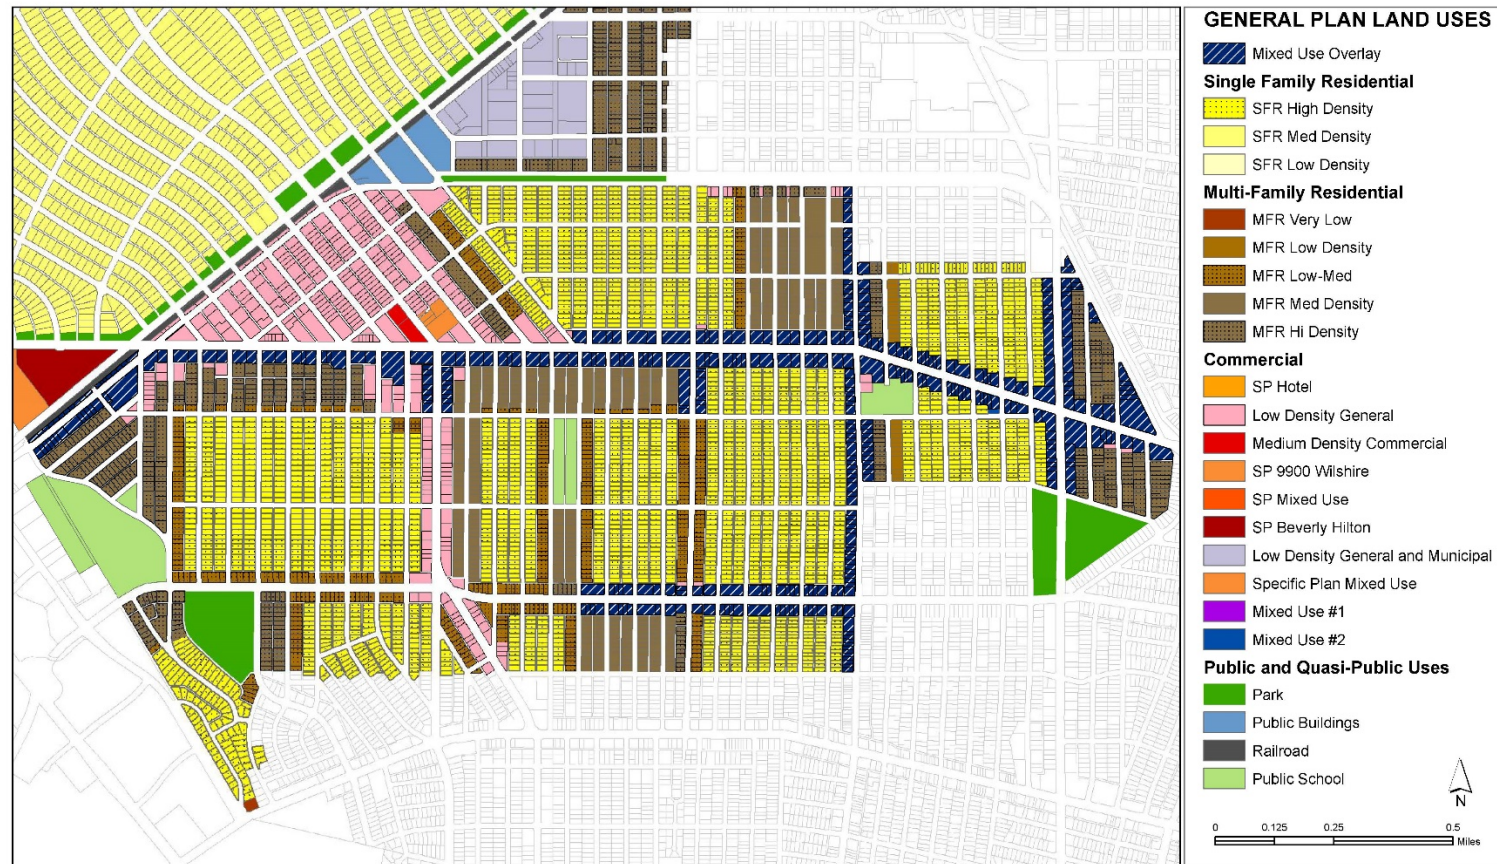 GENERAL PLAN LAND USES
Mixed Use Overlay
Single Family Residential
SFR High Density
SFR Med Density
SFR Low Density
Multi-Family Residential
MFR Very Low
MFR Low Density
MFR Low-Med
MFR Med Density
MFR Hi Density
Commercial
SP Hotel
Low Density General
Medium Density Commercial
SP 9900 Wilshire
SP Mixed Use
SP Beverly Hilton
Low Density General and Municipal
Specific Plan Mixed Use
Mixed Use #1
Mixed Use #2
Public and Quasi-Public Uses
Park
Public Buildings
Railroad
Public School
N
0 0.125 0.25 0.5
Miles